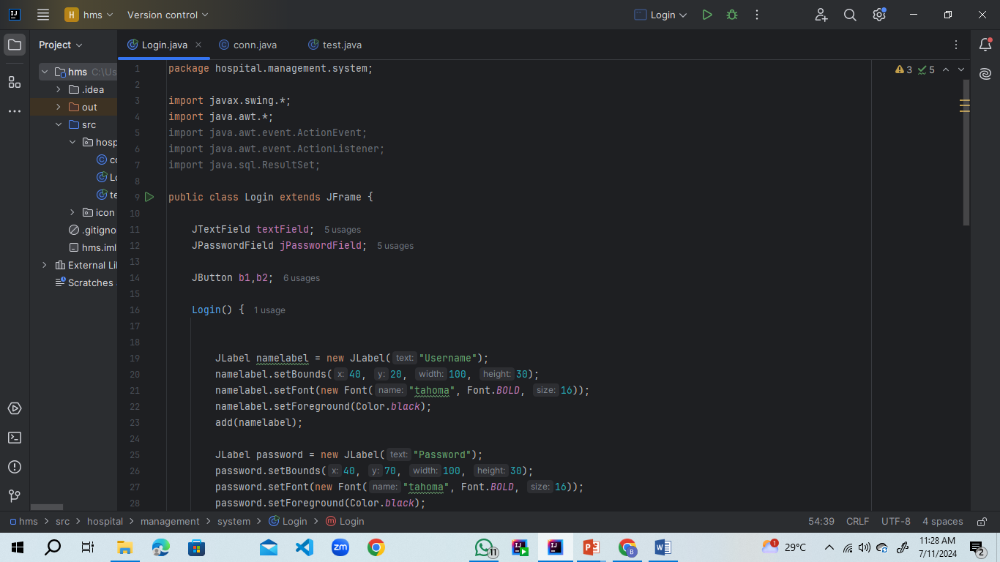 H hms Version control Login
Project
Login.java conn.java test.java
hms C:\Us
.idea
out
src
hosp
co
Lo
te
icon
.gitigno
hms.iml
External Lib
Scratches
3 5
1 package hospital.management.system;
2
3 import javax.swing.*;
4 import java.awt.*;
5 import java.awt.event.ActionEvent;
6 import java.awt.event.ActionListener;
7 import java.sql.ResultSet;
8
9 public class Login extends JFrame {
10
11 JTextField textField; 5 usages
12 JPasswordField jPasswordField; 5 usages
13
14 JButton b1,b2; 6 usages
15
16 Login() { 1 usage
17
18
19 JLabel namelabel = new JLabel( text: "Username");
20 namelabel.setBounds( x: 40, y: 20, width: 100, height: 30);
21 namelabel.setFont(new Font( name: "tahoma", Font.BOLD, size: 16));
22 namelabel.setForeground(Color.black);
23 add(namelabel);
24
25 JLabel password = new JLabel( text: "Password");
26 password.setBounds( x: 40, y: 70, width: 100, height: 30);
27 password.setFont(new Font( name: "tahoma", Font.BOLD, size: 16));
28 password.setForeground(Color.black);
hms > src > hospital > management > system > Login > Login 54:39 CRLF UTF-8 4 spaces
zm 11 B 1 29°C 11:28 AM
7/11/2024 2